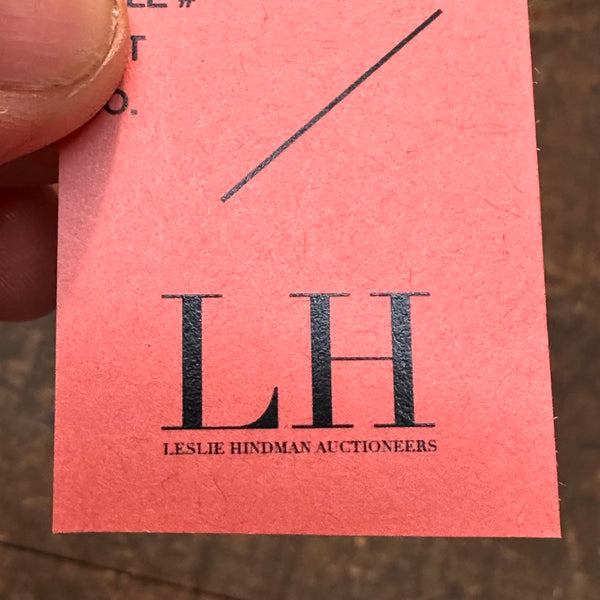 #
T
O.
/
LH
LESLIE HINDMAN AUCTIONEERS